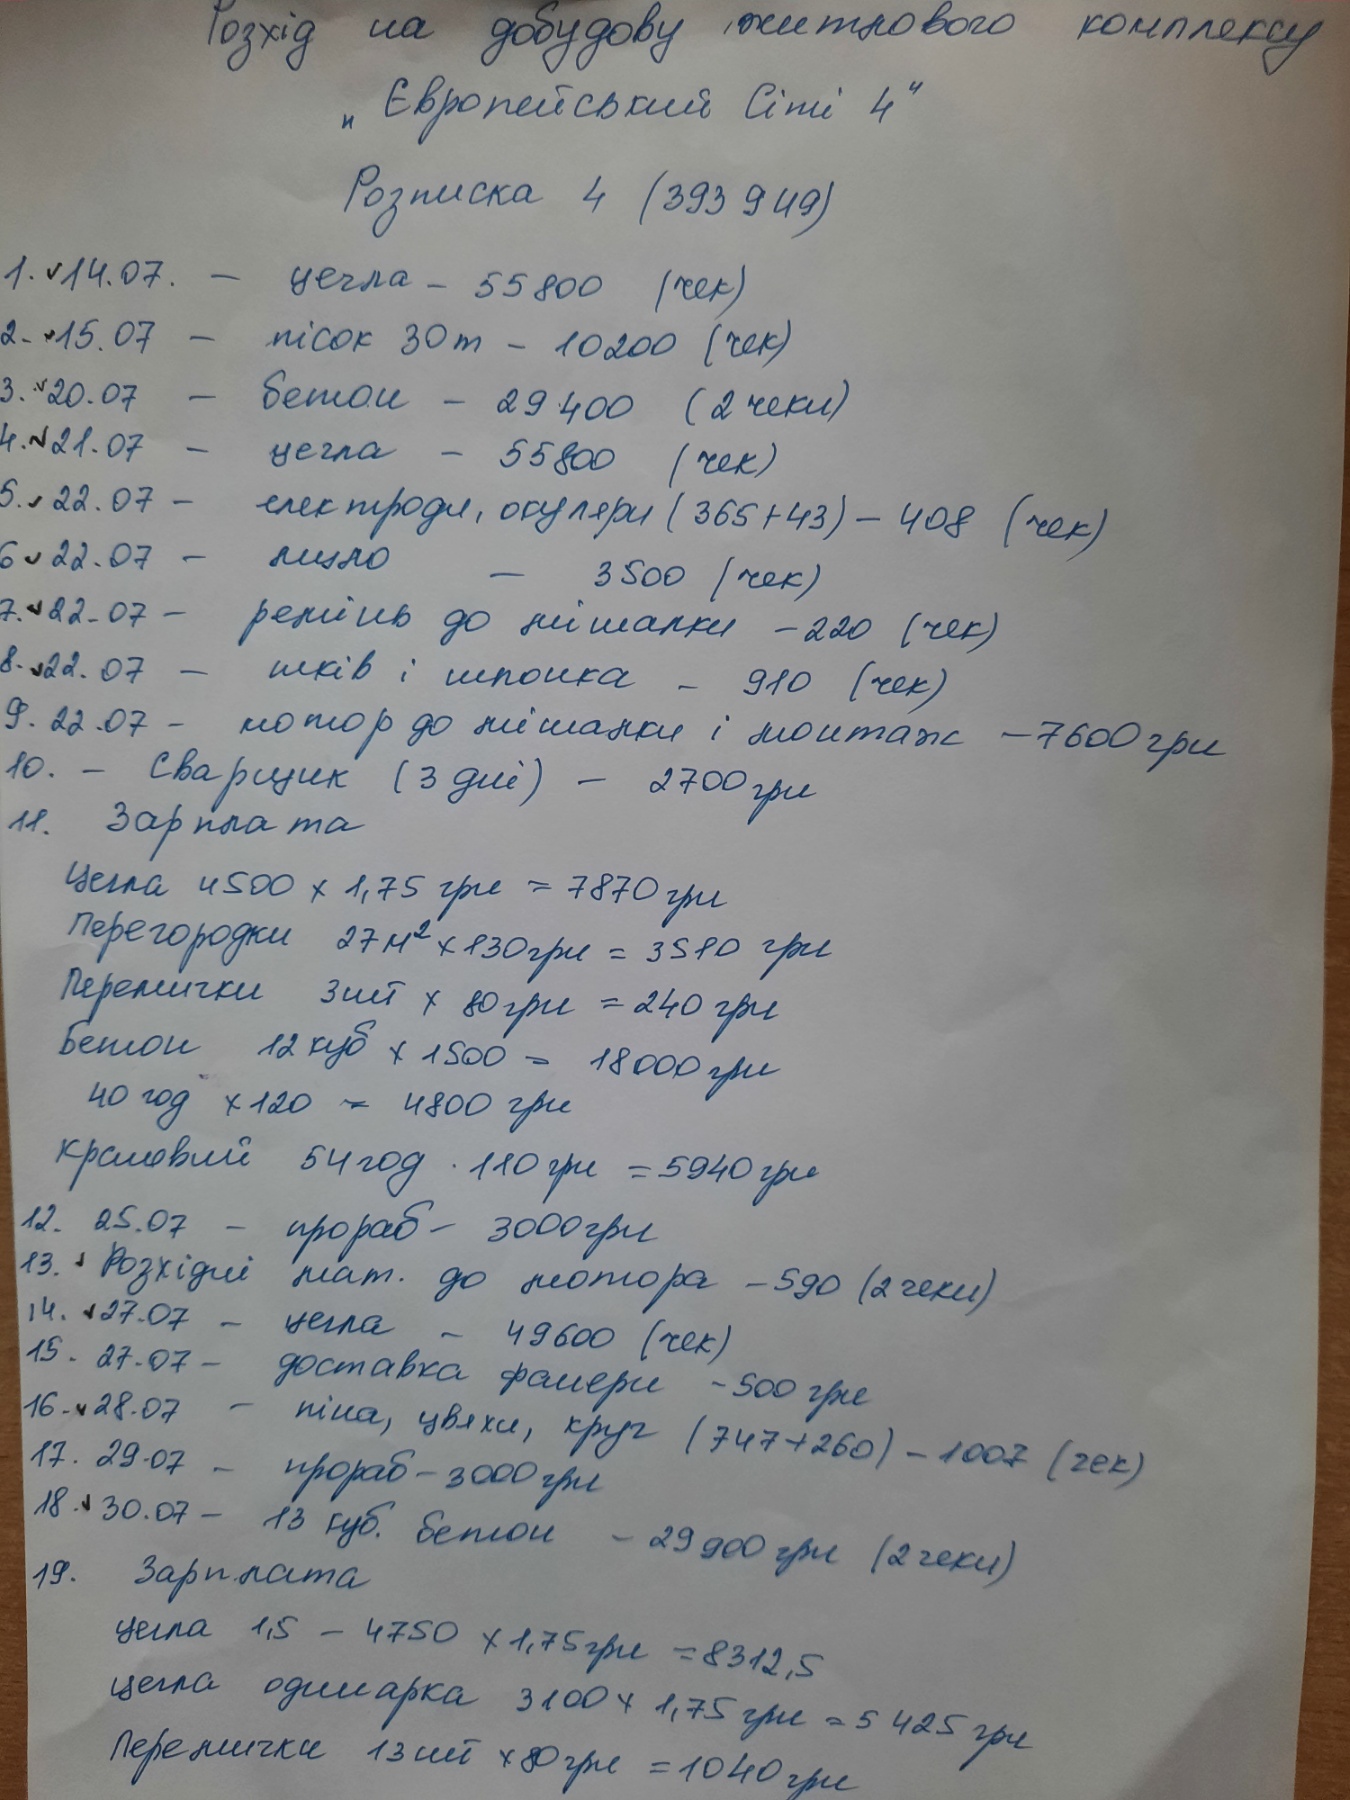 Розхід на добудову житлового комплексу
„Європейський Сіті 4"
Розписка 4 (393 949)
1. 14.07. – цегла – 55800 (чек)
2. 15.07 – пісок 30т – 10200 (чек)
3. 20.07 – бетон – 29400 (2 чеки)
4. 21.07 – цегла – 55800 (чек)
5. 22.07 – електроди, окуляри (365+43) – 408 (чек)
6 22.07 – – 3500 (чек)
7. 22.07 – ремінь до мішалки – 220 (чек)
8. 22.07 – шків і шпонка – 910 (чек)
9. 22.07 – мотор до мішалки і монтаж – 7600 грн
10. – Сварщик (3 дні) – 2700 грн
11. Зарплата
Цегла 4500 х 1,75 грн = 7870 грн
Перегородки 27м² х 130 грн = 3510 грн
Перемички 3шт х 80 грн = 240 грн
Бетон 12 куб х 1500 = 18000 грн
40 год х 120 = 4800 грн
Крановий 54 год · 110 грн = 5940 грн
12. 25.07 – прораб – 3000 грн
13. Розхідні мат. до мотора – 590 (2 чеки)
14. 27.07 – цегла – 49600 (чек)
15. 27.07 – доставка фанери – 500 грн
16. 28.07 – піна, цвяхи, круг (747+260) – 1007 (чек)
17. 29.07 – прораб – 3000 грн
18. 30.07 – 13 куб. бетон – 29900 грн (2 чеки)
19. Зарплата
цегла 1,5 – 4750 х 1,75 грн = 8312,5
цегла одинарка 3100 х 1,75 грн = 5425 грн
Перемички 13 шт х 80 грн = 1040 грн